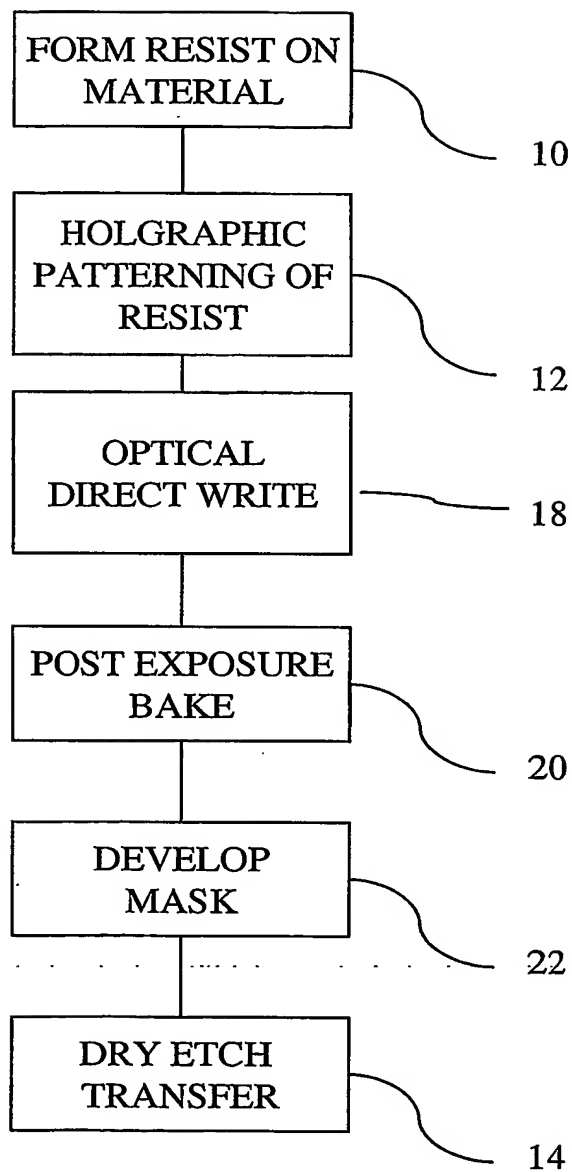 FORM RESIST ON
MATERIAL
10
HOLGRAPHIC
PATTERNING OF
RESIST
12
OPTICAL
DIRECT WRITE
18
POST EXPOSURE
BAKE
20
DEVELOP
MASK
22
DRY ETCH
TRANSFER
14